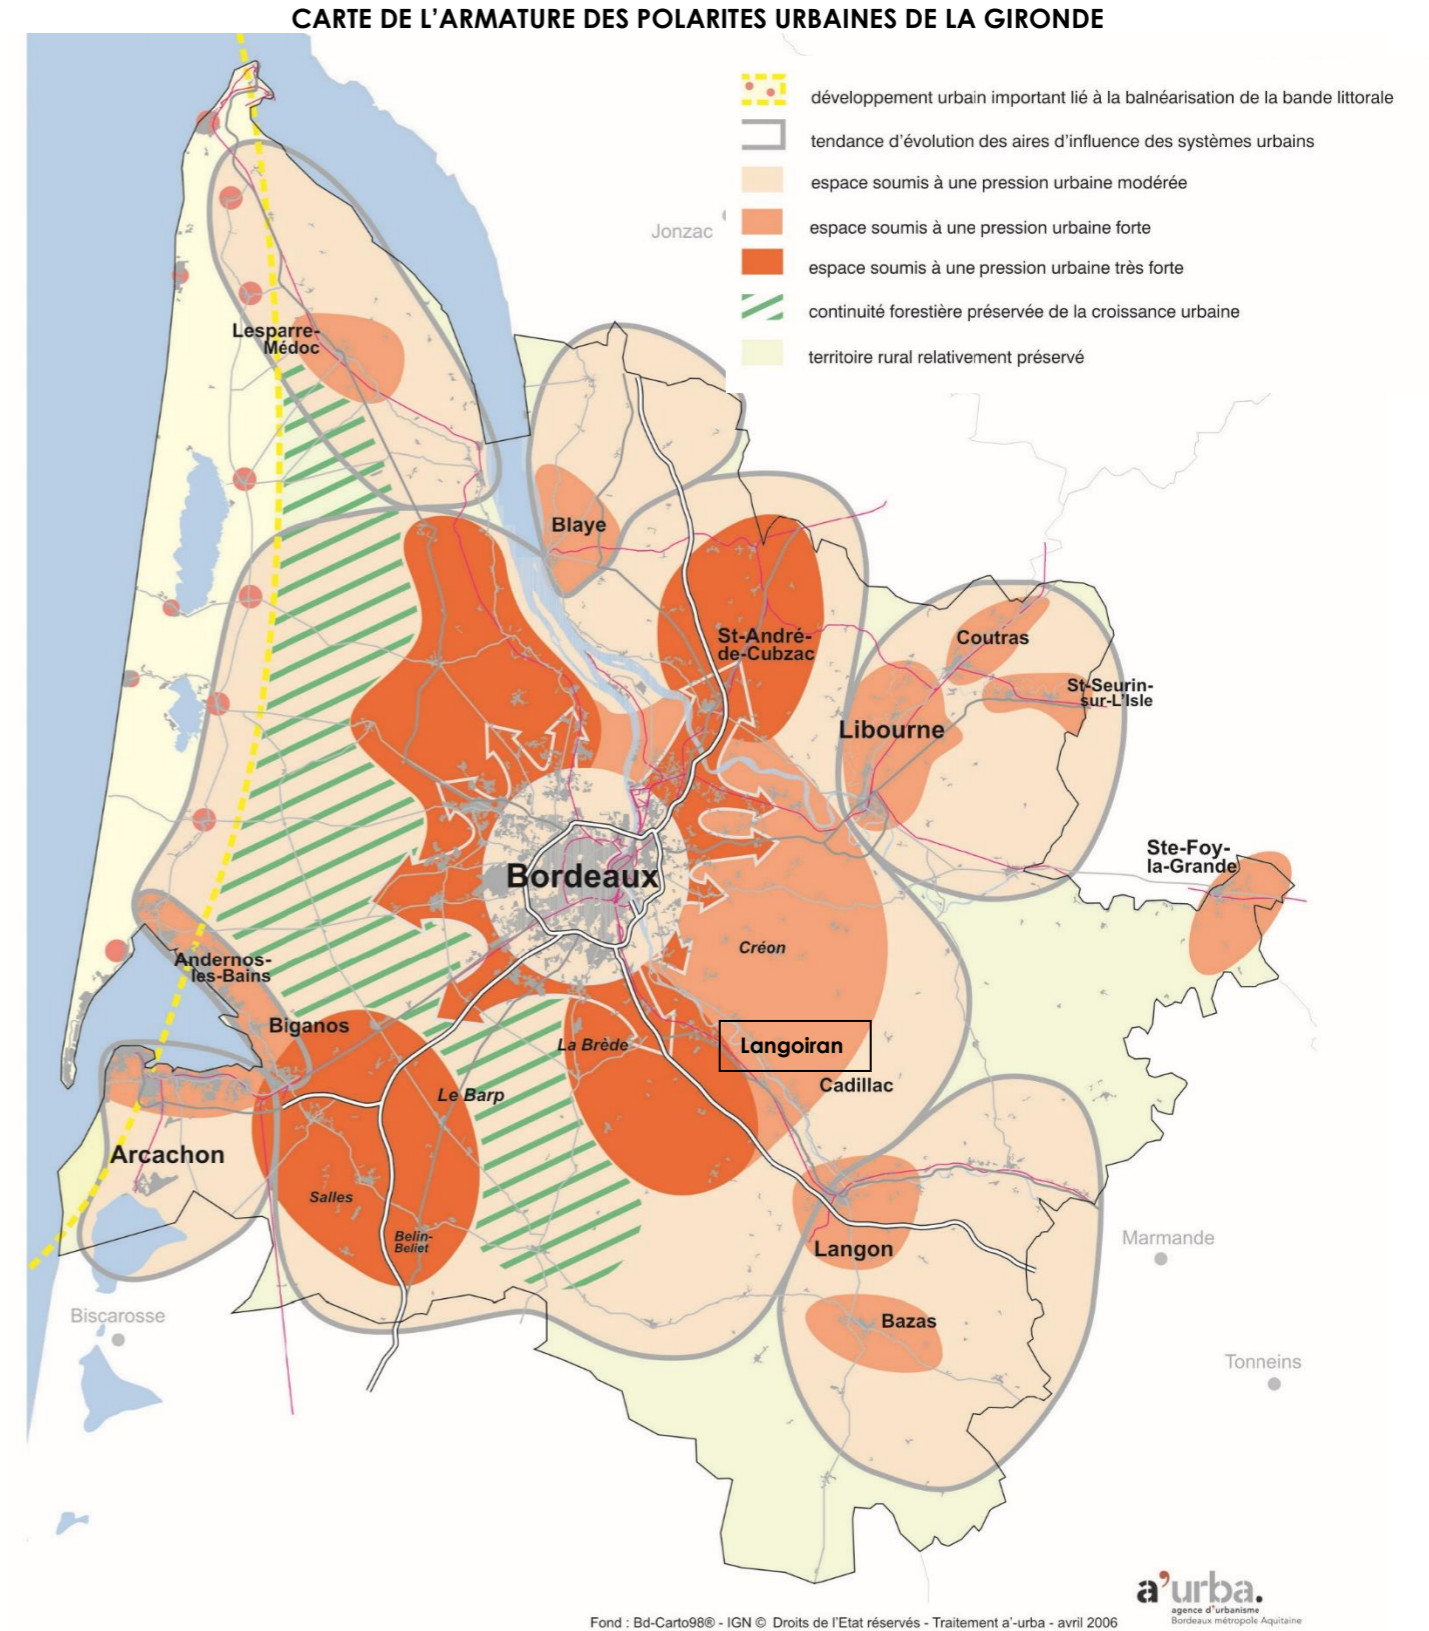 CARTE DE L’ARMATURE DES POLARITES URBAINES DE LA GIRONDE
développement urbain important lié à la balnéarisation de la bande littorale
tendance d’évolution des aires d’influence des systèmes urbains
espace soumis à une pression urbaine modérée
espace soumis à une pression urbaine forte
espace soumis à une pression urbaine très forte
continuité forestière préservée de la croissance urbaine
territoire rural relativement préservé
Jonzac
Lesparre-
Médoc
Blaye
St-André-
de-Cubzac
Coutras
St-Seurin-
sur-L'Isle
Libourne
Ste-Foy-
la-Grande
Bordeaux
Créon
Andernos-
les-Bains
Biganos
La Brède
Langoiran
Cadillac
Le Barp
Arcachon
Salles
Belin-
Beliet
Langon
Marmande
Biscarosse
Bazas
Tonneins
a’urba.
agence d’urbanisme
Bordeaux métropole Aquitaine
Fond : Bd-Carto98® - IGN © Droits de l’Etat réservés - Traitement a’-urba - avril 2006